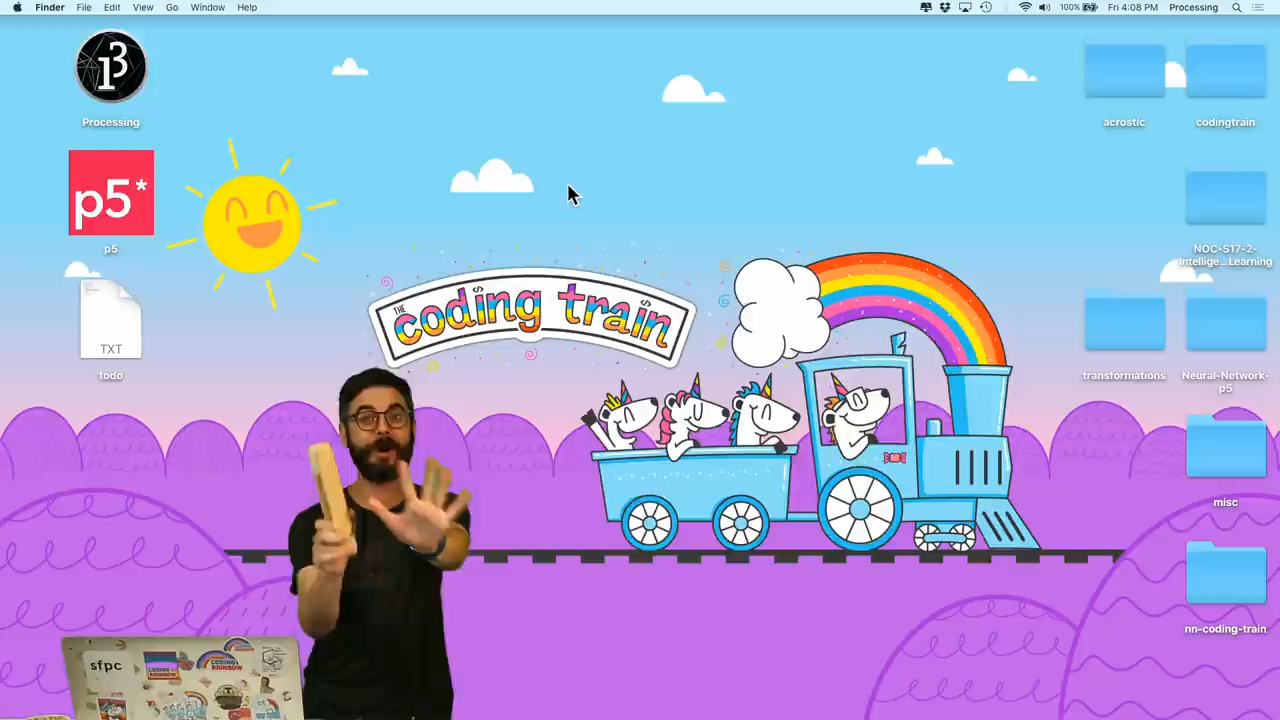 Finder File Edit View Go Window Help
100% Fri 4:08 PM Processing
Processing
acrostic
codingtrain
p5*
p5
NOC-S17-2-
Intellige...Learning
THE
coding train
TXT
todo
transformations
Neural-Network-
p5
misc
nn-coding-train
sfpc